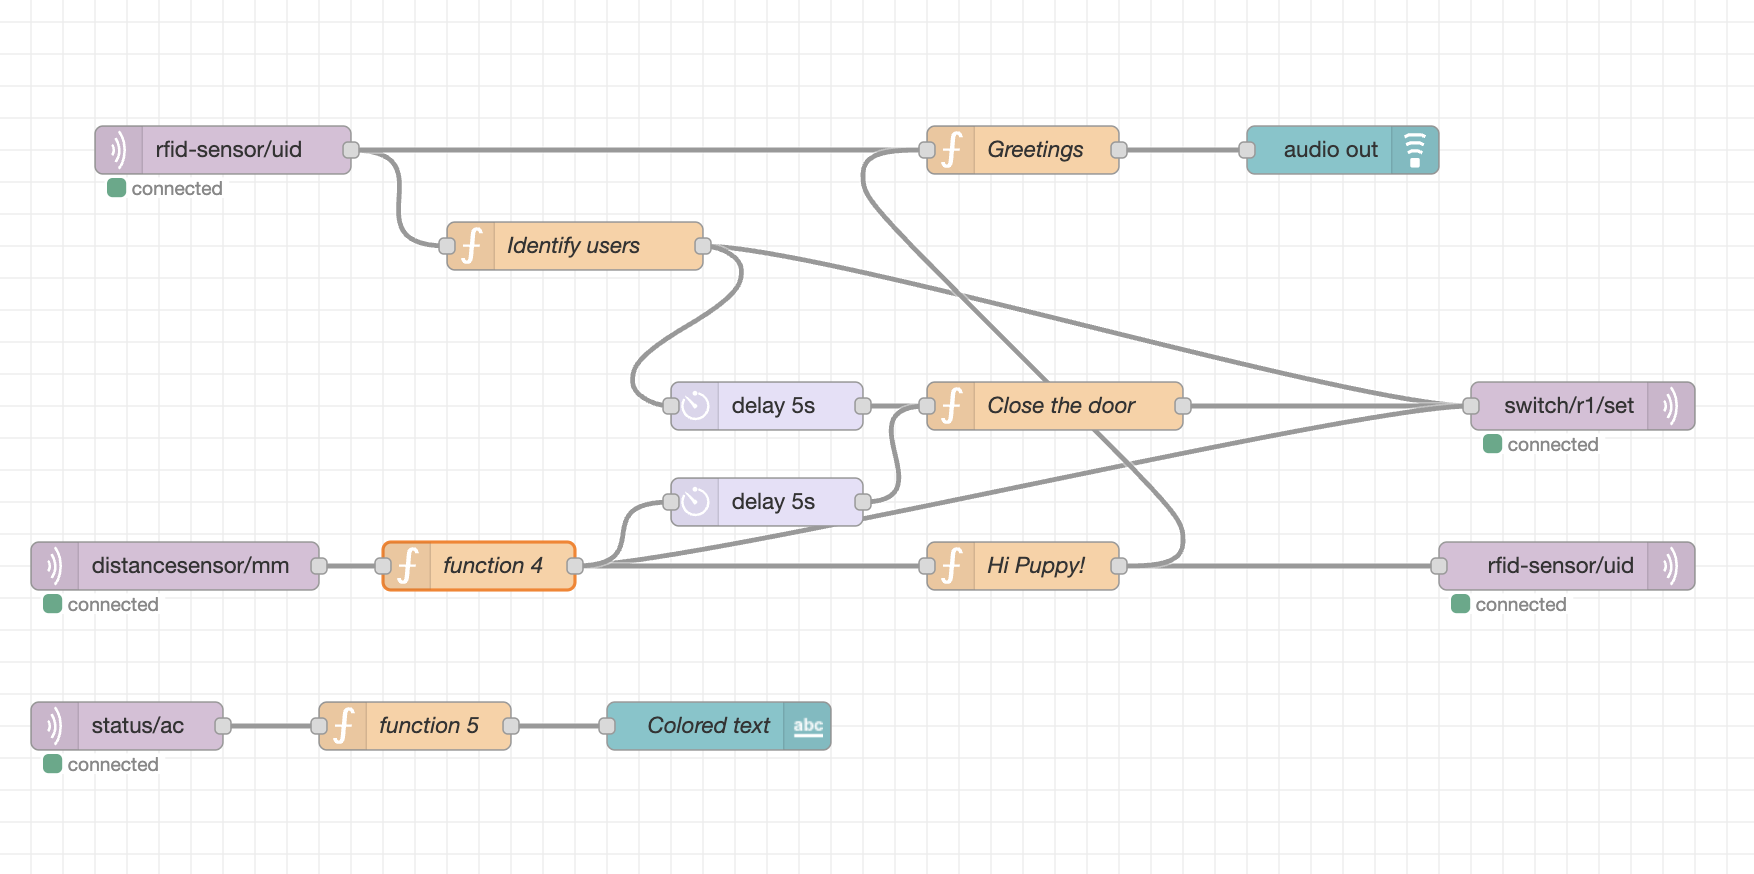 rfid-sensor/uid
connected
Greetings
audio out
Identify users
delay 5s
Close the door
switch/r1/set
connected
delay 5s
distancesensor/mm
connected
function 4
Hi Puppy!
rfid-sensor/uid
connected
status/ac
connected
function 5
Colored text
abc